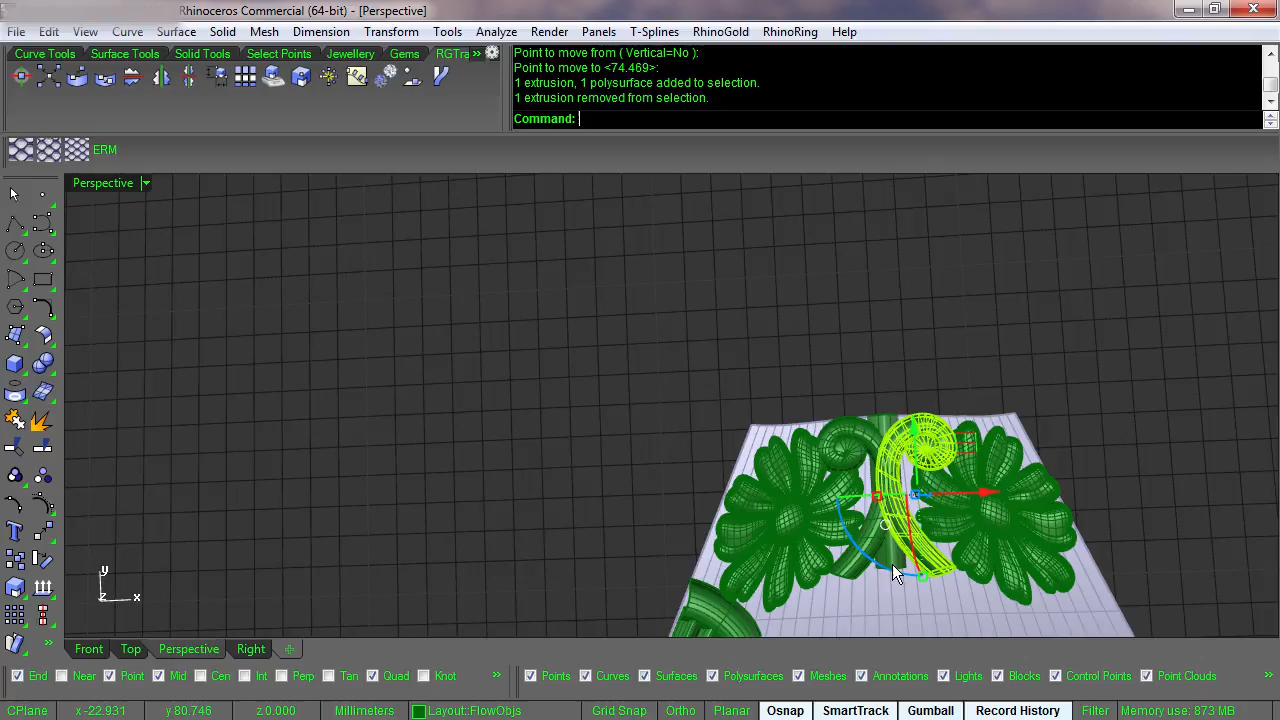 Rhinoceros Commercial (64-bit) - [Perspective]
File Edit View Curve Surface Solid Mesh Dimension Transform Tools Analyze Render Panels T-Splines RhinoGold RhinoRing Help
Curve Tools Surface Tools Solid Tools Select Points Jewellery Gems RGTra »
Point to move from ( Vertical=No ):
Point to move to <74.469>:
1 extrusion, 1 polysurface added to selection.
1 extrusion removed from selection.
Command:
ERM
Perspective
y
z x
Front Top Perspective Right
End Near Point Mid Cen Int Perp Tan Quad Knot » Points Curves Surfaces Polysurfaces Meshes Annotations Lights Blocks Control Points Point Clouds »
CPlane x -22.931 y 80.746 z 0.000 Millimeters Layout::FlowObjs Grid Snap Ortho Planar Osnap SmartTrack Gumball Record History Filter Memory use: 873 MB